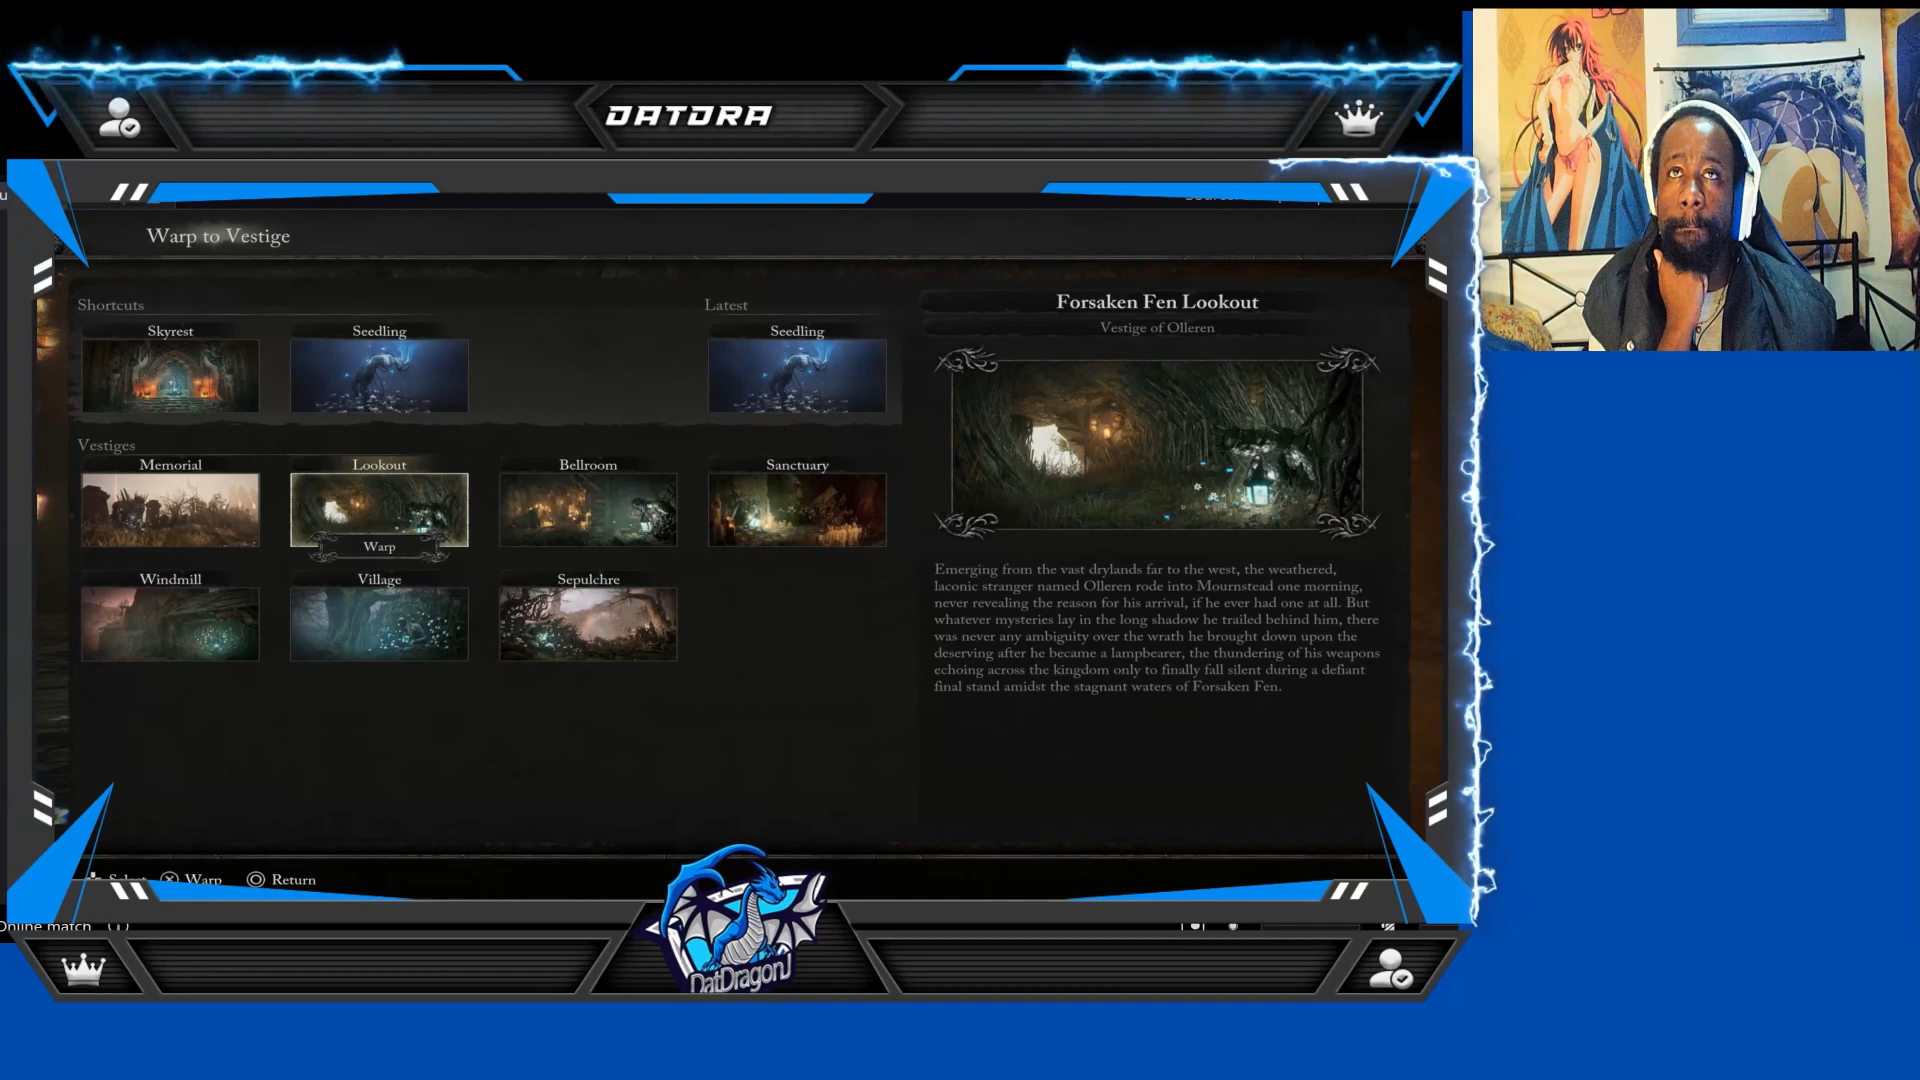 DATDRA
Warp to Vestige
Shortcuts
Latest
Skyrest
Seedling
Seedling
Vestiges
Memorial
Lookout
Bellroom
Sanctuary
Warp
Windmill
Village
Sepulchre
Forsaken Fen Lookout
Vestige of Olleren
Emerging from the vast drylands far to the west, the weathered,
laconic stranger named Olleren rode into Mournstead one morning,
never revealing the reason for his arrival, if he ever had one at all. But
whatever mysteries lay in the long shadow he trailed behind him, there
was never any ambiguity over the wrath he brought down upon the
deserving after he became a lampbearer, the thundering of his weapons
echoing across the kingdom only to finally fall silent during a defiant
final stand amidst the stagnant waters of Forsaken Fen.
Select Warp Return
Online match
DatDragonJ